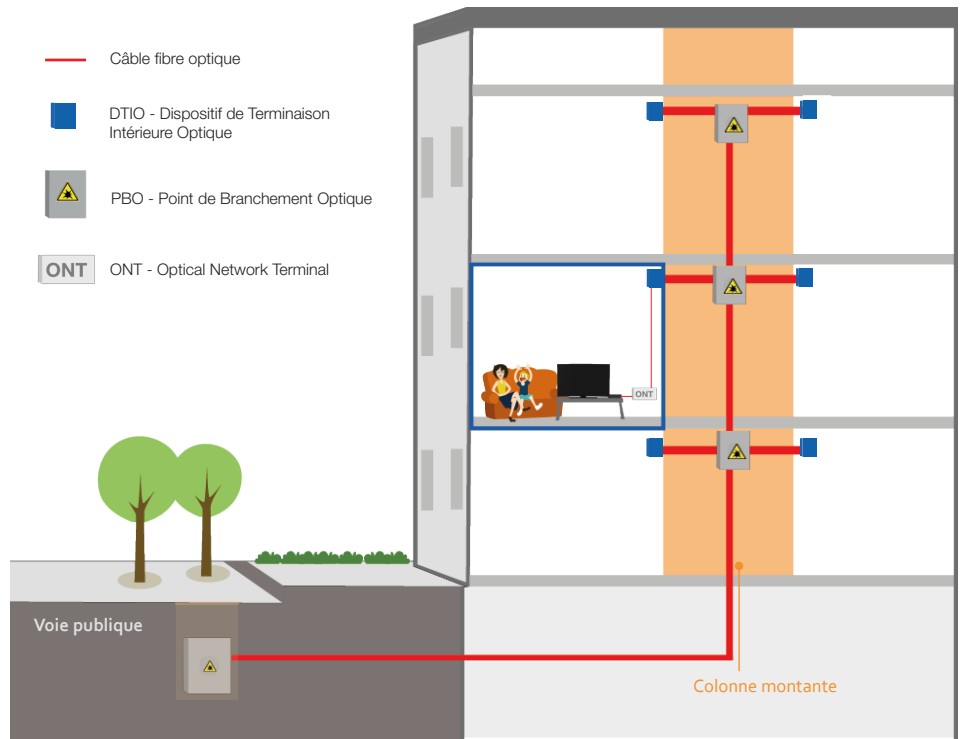 Câble fibre optique
DTIO - Dispositif de Terminaison
Intérieure Optique
PBO - Point de Branchement Optique
ONT
ONT - Optical Network Terminal
ONT
Voie publique
Colonne montante